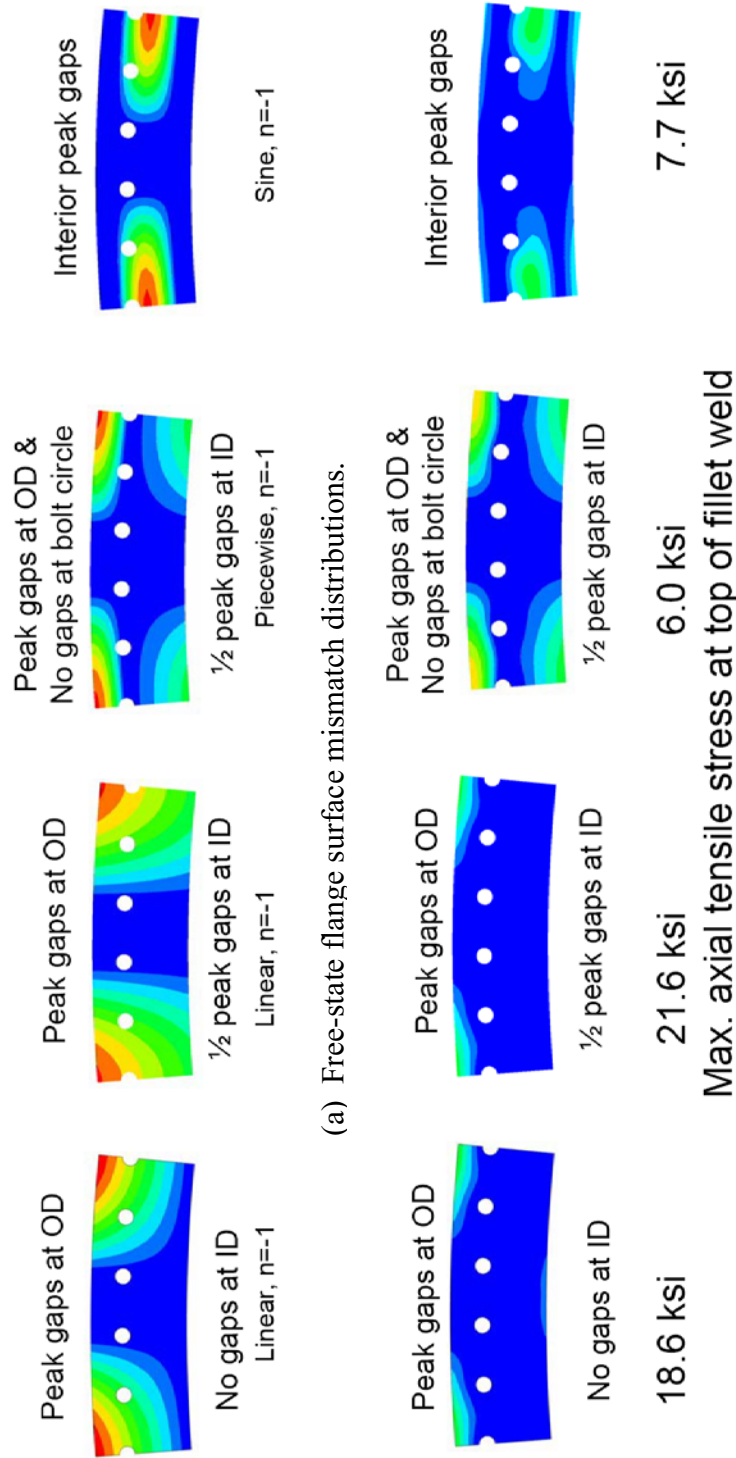 Peak gaps at OD
No gaps at ID
Linear, n=-1
Peak gaps at OD
½ peak gaps at ID
Linear, n=-1
Peak gaps at OD &
No gaps at bolt circle
½ peak gaps at ID
Piecewise, n=-1
Interior peak gaps
Sine, n=-1
(a) Free-state flange surface mismatch distributions.
Peak gaps at OD
No gaps at ID
18.6 ksi
Peak gaps at OD
½ peak gaps at ID
21.6 ksi
Peak gaps at OD &
No gaps at bolt circle
½ peak gaps at ID
6.0 ksi
Interior peak gaps
7.7 ksi
Max. axial tensile stress at top of fillet weld